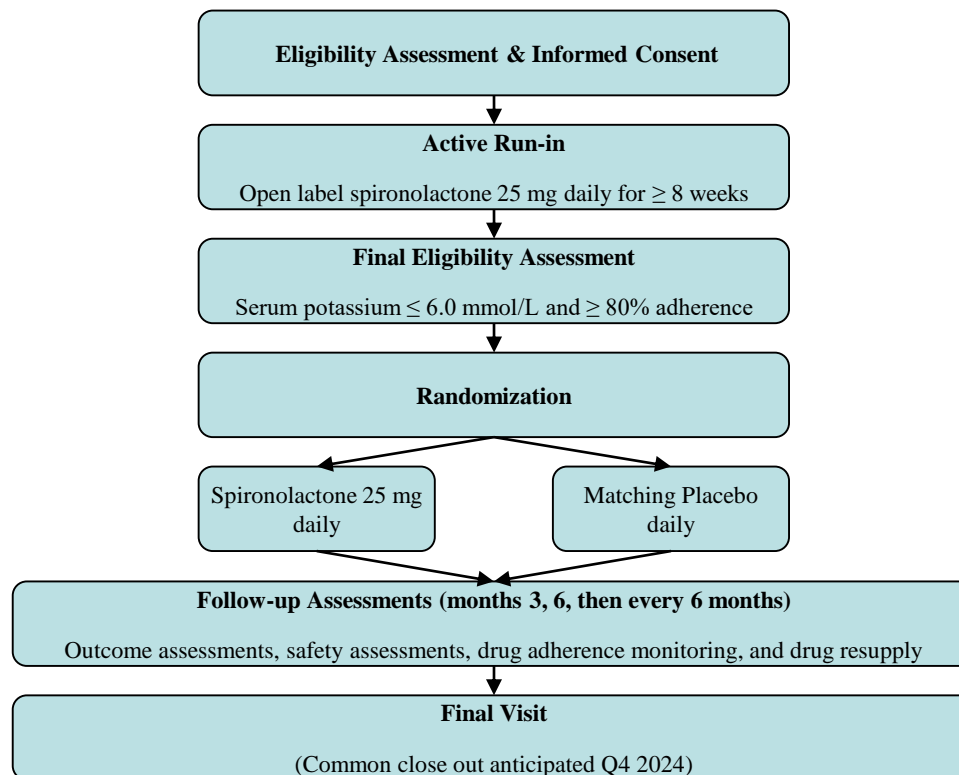 Eligibility Assessment & Informed Consent
Active Run-in
Open label spironolactone 25 mg daily for ≥ 8 weeks
Final Eligibility Assessment
Serum potassium ≤ 6.0 mmol/L and ≥ 80% adherence
Randomization
Spironolactone 25 mg
daily
Matching Placebo
daily
Follow-up Assessments (months 3, 6, then every 6 months)
Outcome assessments, safety assessments, drug adherence monitoring, and drug resupply
Final Visit
(Common close out anticipated Q4 2024)